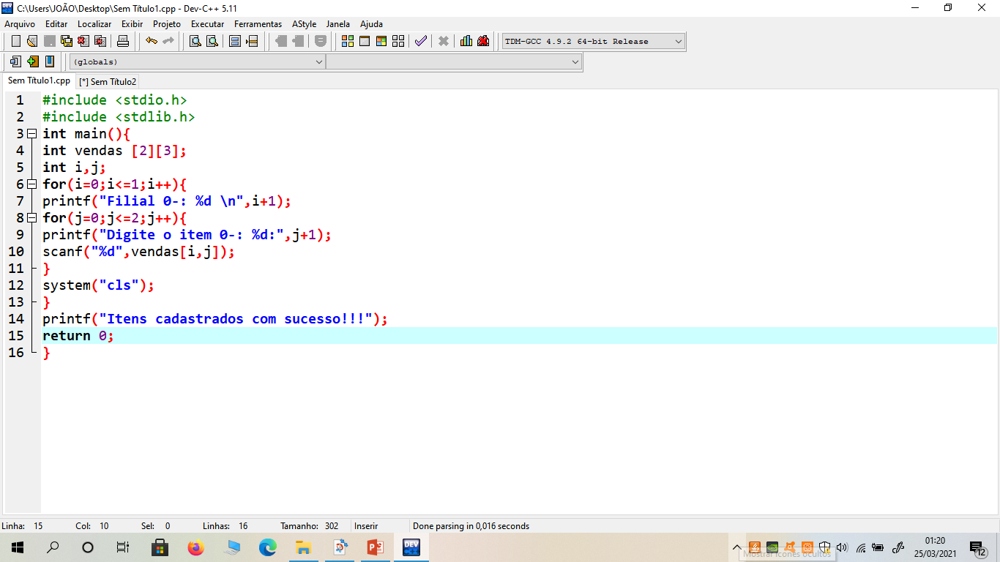 C:\Users\JOÃO\Desktop\Sem Título1.cpp - Dev-C++ 5.11
Arquivo Editar Localizar Exibir Projeto Executar Ferramentas AStyle Janela Ajuda
TDM-GCC 4.9.2 64-bit Release
(globals)
Sem Título1.cpp [*] Sem Título2
1 #include <stdio.h>
2 #include <stdlib.h>
3 int main(){
4 int vendas [2][3];
5 int i,j;
6 for(i=0;i<=1;i++){
7 printf("Filial 0-: %d \n",i+1);
8 for(j=0;j<=2;j++){
9 printf("Digite o item 0-: %d:",j+1);
10 scanf("%d",vendas[i,j]);
11 }
12 system("cls");
13 }
14 printf("Itens cadastrados com sucesso!!!");
15 return 0;
16 }
Linha: 15 Col: 10 Sel: 0 Linhas: 16 Tamanho: 302 Inserir Done parsing in 0,016 seconds
DEV
01:20
25/03/2021
12
Mostrar ícones ocultos